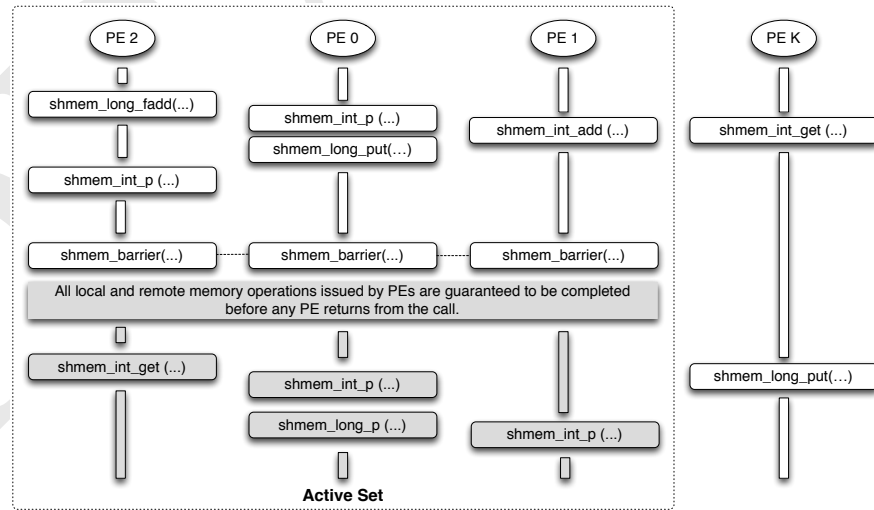 PE 2
PE 0
PE 1
PE K
shmem_long_fadd(...)
shmem_int_p (...)
shmem_long_put(…)
shmem_int_add (...)
shmem_int_get (...)
shmem_int_p (...)
shmem_barrier(...)
shmem_barrier(...)
shmem_barrier(...)
All local and remote memory operations issued by PEs are guaranteed to be completed
before any PE returns from the call.
shmem_int_get (...)
shmem_int_p (...)
shmem_long_put(…)
shmem_long_p (...)
shmem_int_p (...)
Active Set